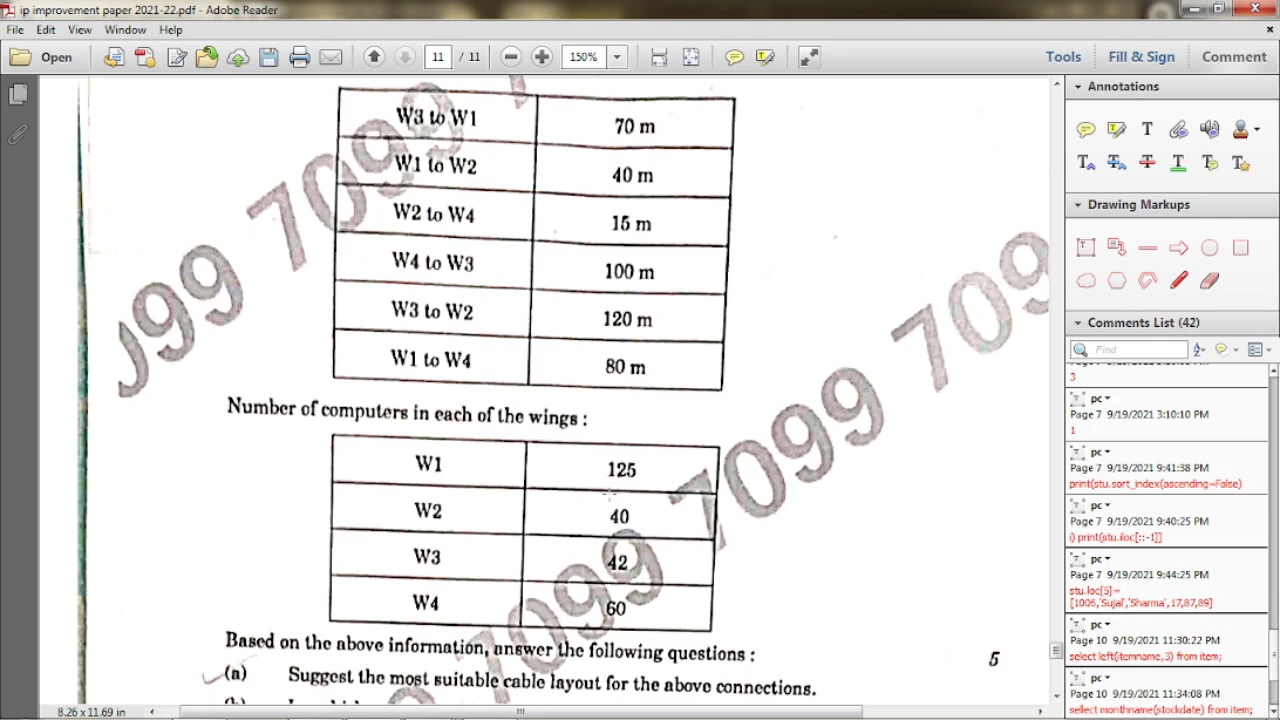 ip improvement paper 2021-22.pdf - Adobe Reader
File Edit View Window Help
Open 11 / 11 150% Tools Fill & Sign Comment
W3 to W1 70 m
W1 to W2 40 m
W2 to W4 15 m
W4 to W3 100 m
W3 to W2 120 m
W1 to W4 80 m
Number of computers in each of the wings :
W1 125
W2 40
W3 42
W4 60
Based on the above information, answer the following questions : 5
(a) Suggest the most suitable cable layout for the above connections.
099 7099 7
7099 7099 709
Annotations
Drawing Markups
Comments List (42)
Find
3
pc
Page 7 9/19/2021 3:10:10 PM
1
pc
Page 7 9/19/2021 9:41:38 PM
print(stu.sort_index(ascending=False)
pc
Page 7 9/19/2021 9:40:25 PM
i) print(stu.iloc[::-1]]
pc
Page 7 9/19/2021 9:44:25 PM
stu.loc[5]=
[1006,'Sujal','Sharma',17,87,89]
pc
Page 10 9/19/2021 11:30:22 PM
select left(itemname,3) from item;
pc
Page 10 9/19/2021 11:34:08 PM
sellect monthname(stockdate) from item;
8.26 x 11.69 in